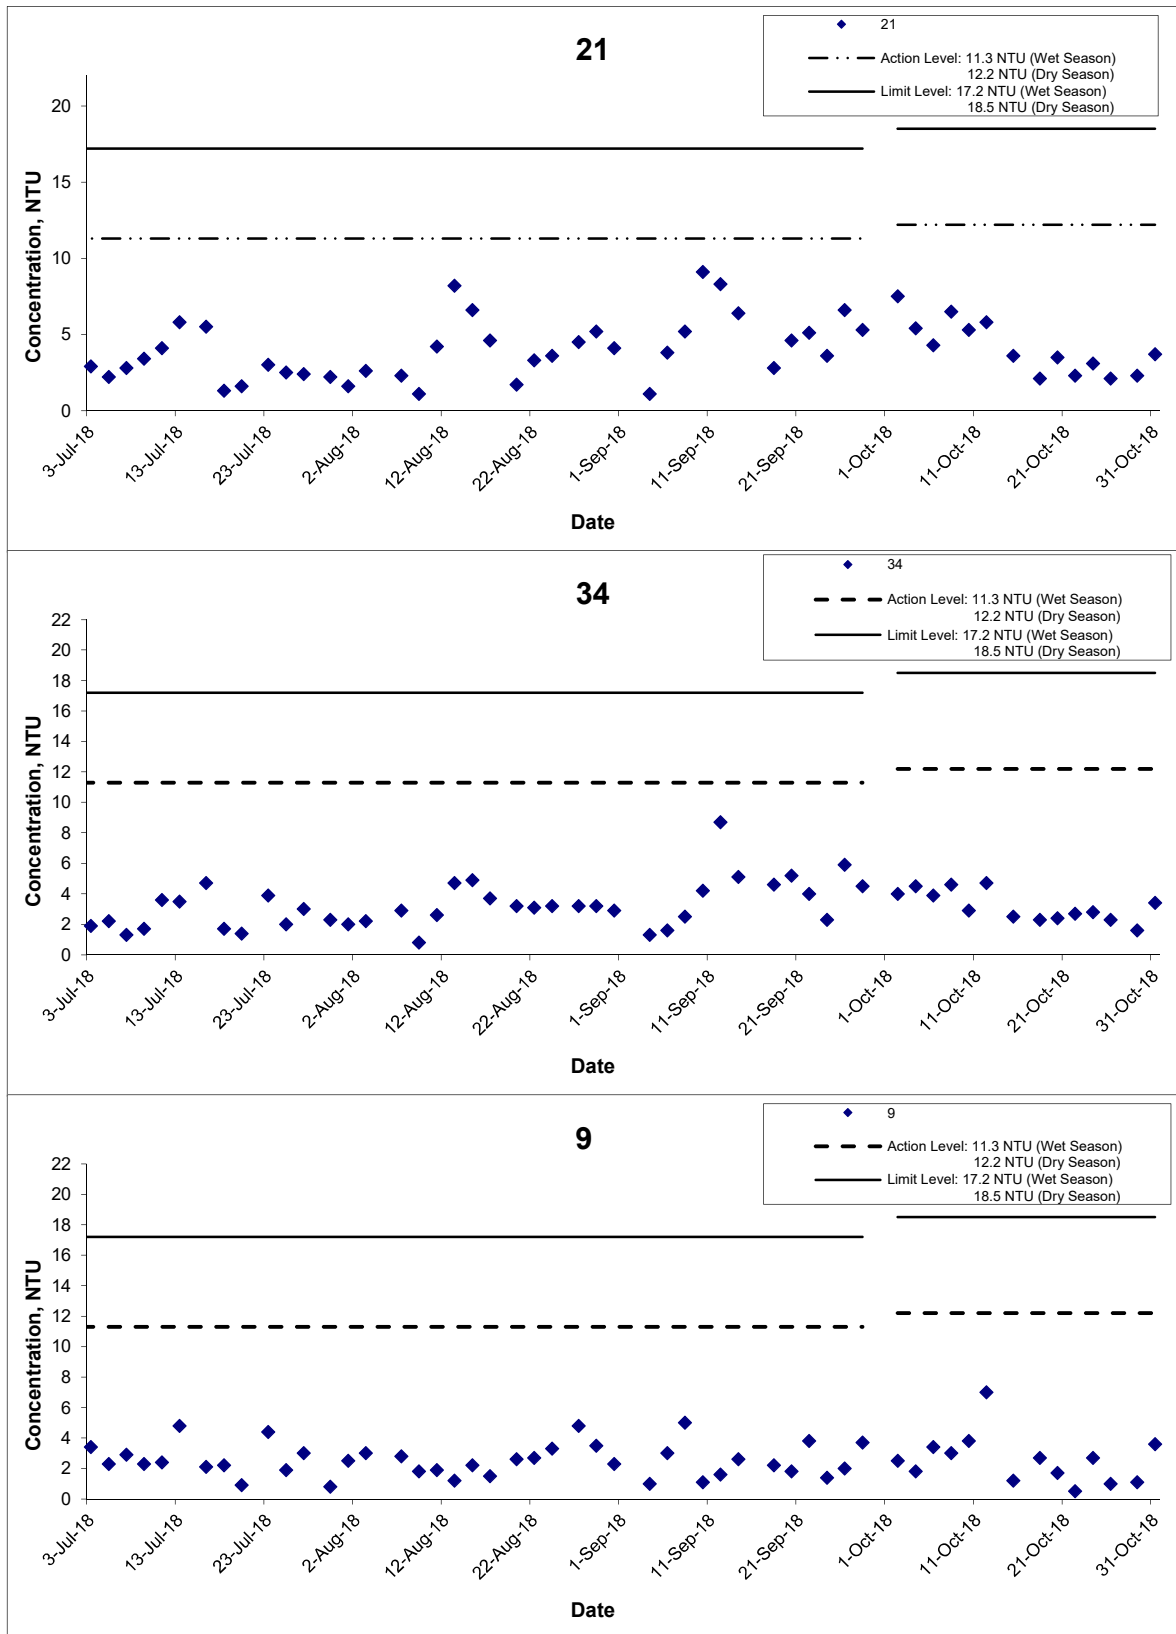 21
21
Action Level: 11.3 NTU (Wet Season)
12.2 NTU (Dry Season)
Limit Level: 17.2 NTU (Wet Season)
18.5 NTU (Dry Season)
Concentration, NTU
20
15
10
5
0
3-Jul-18 13-Jul-18 23-Jul-18 2-Aug-18 12-Aug-18 22-Aug-18 1-Sep-18 11-Sep-18 21-Sep-18 1-Oct-18 11-Oct-18 21-Oct-18 31-Oct-18
Date
34
34
Action Level: 11.3 NTU (Wet Season)
12.2 NTU (Dry Season)
Limit Level: 17.2 NTU (Wet Season)
18.5 NTU (Dry Season)
Concentration, NTU
22
20
18
16
14
12
10
8
6
4
2
0
3-Jul-18 13-Jul-18 23-Jul-18 2-Aug-18 12-Aug-18 22-Aug-18 1-Sep-18 11-Sep-18 21-Sep-18 1-Oct-18 11-Oct-18 21-Oct-18 31-Oct-18
Date
9
9
Action Level: 11.3 NTU (Wet Season)
12.2 NTU (Dry Season)
Limit Level: 17.2 NTU (Wet Season)
18.5 NTU (Dry Season)
Concentration, NTU
22
20
18
16
14
12
10
8
6
4
2
0
3-Jul-18 13-Jul-18 23-Jul-18 2-Aug-18 12-Aug-18 22-Aug-18 1-Sep-18 11-Sep-18 21-Sep-18 1-Oct-18 11-Oct-18 21-Oct-18 31-Oct-18
Date